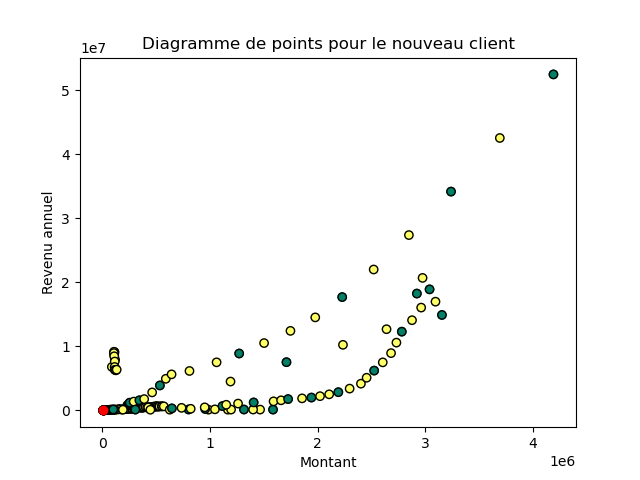 Diagramme de points pour le nouveau client
1e7
5
4
3
2
1
0
Revenu annuel
0 1 2 3 4
1e6
Montant